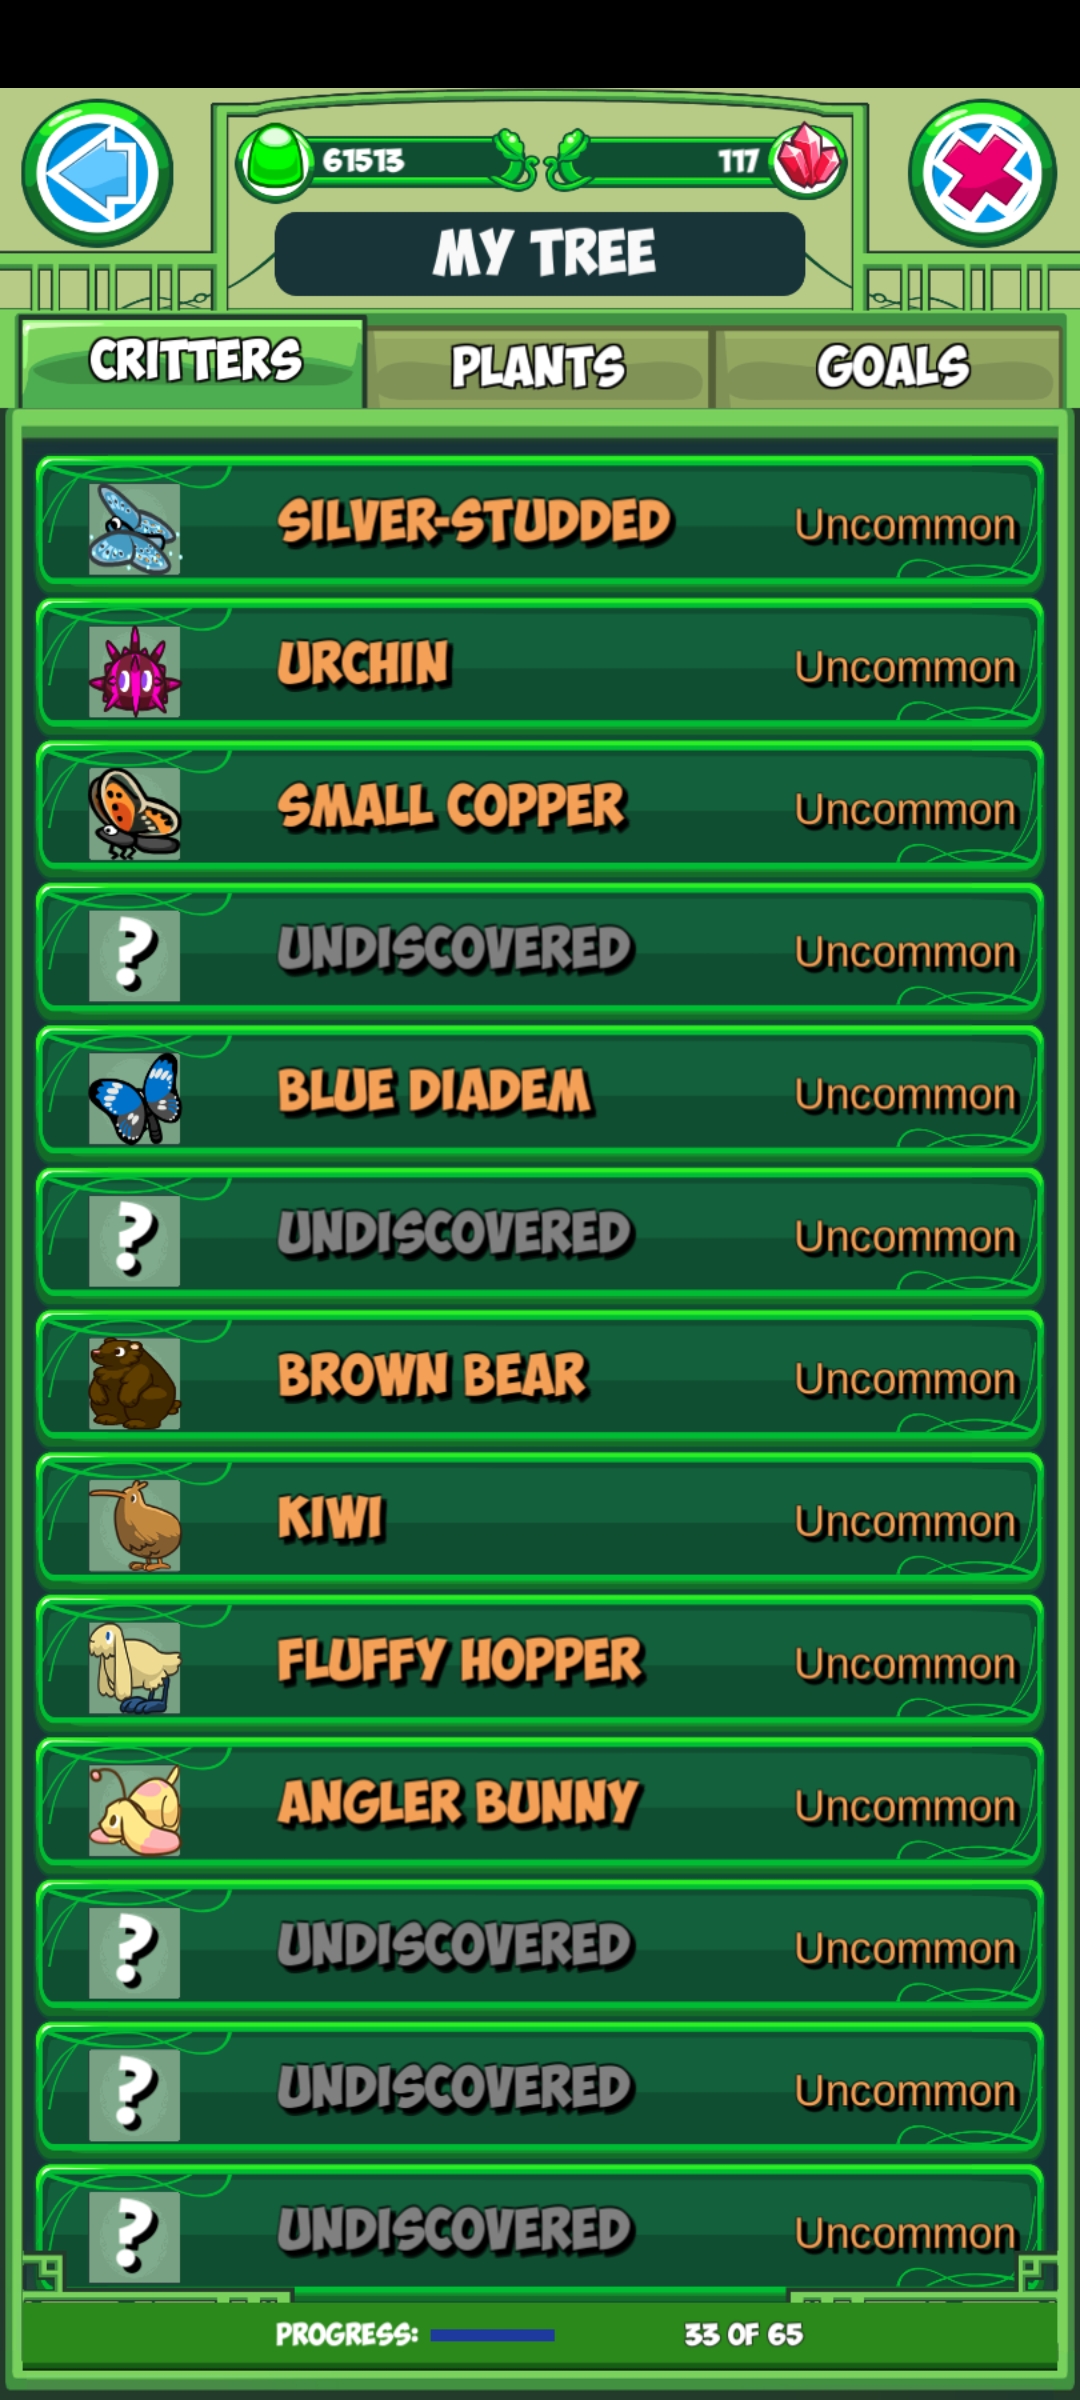 61513
117
MY TREE
CRITTERS
PLANTS
GOALS
SILVER-STUDDED
Uncommon
URCHIN
Uncommon
SMALL COPPER
Uncommon
?
UNDISCOVERED
Uncommon
BLUE DIADEM
Uncommon
?
UNDISCOVERED
Uncommon
BROWN BEAR
Uncommon
KIWI
Uncommon
FLUFFY HOPPER
Uncommon
ANGLER BUNNY
Uncommon
?
UNDISCOVERED
Uncommon
?
UNDISCOVERED
Uncommon
?
UNDISCOVERED
Uncommon
PROGRESS:
33 OF 65